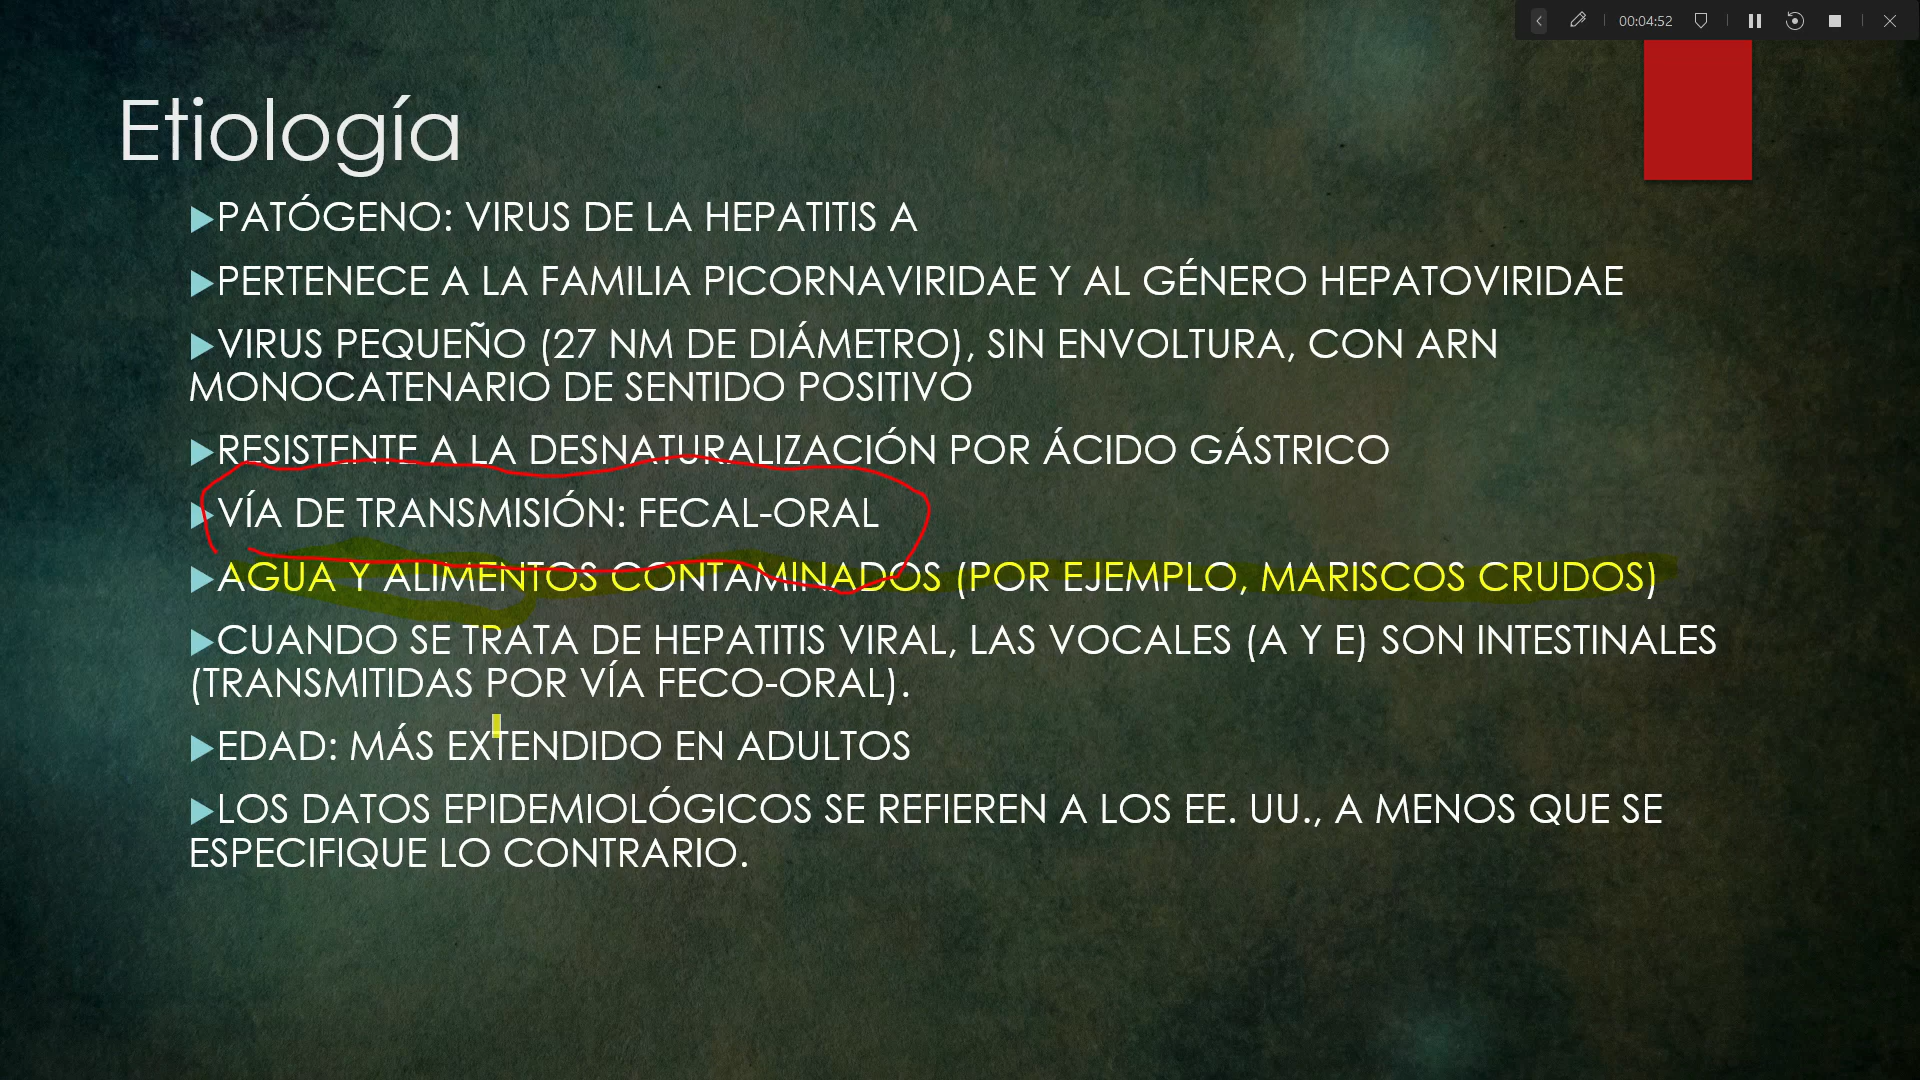 00:04:52
Etiología
PATÓGENO: VIRUS DE LA HEPATITIS A
PERTENECE A LA FAMILIA PICORNAVIRIDAE Y AL GÉNERO HEPATOVIRIDAE
VIRUS PEQUEÑO (27 NM DE DIÁMETRO), SIN ENVOLTURA, CON ARN
MONOCATENARIO DE SENTIDO POSITIVO
RESISTENTE A LA DESNATURALIZACIÓN POR ÁCIDO GÁSTRICO
VÍA DE TRANSMISIÓN: FECAL-ORAL
AGUA Y ALIMENTOS CONTAMINADOS (POR EJEMPLO, MARISCOS CRUDOS)
CUANDO SE TRATA DE HEPATITIS VIRAL, LAS VOCALES (A Y E) SON INTESTINALES
(TRANSMITIDAS POR VÍA FECO-ORAL).
EDAD: MÁS EXTENDIDO EN ADULTOS
LOS DATOS EPIDEMIOLÓGICOS SE REFIEREN A LOS EE. UU., A MENOS QUE SE
ESPECIFIQUE LO CONTRARIO.